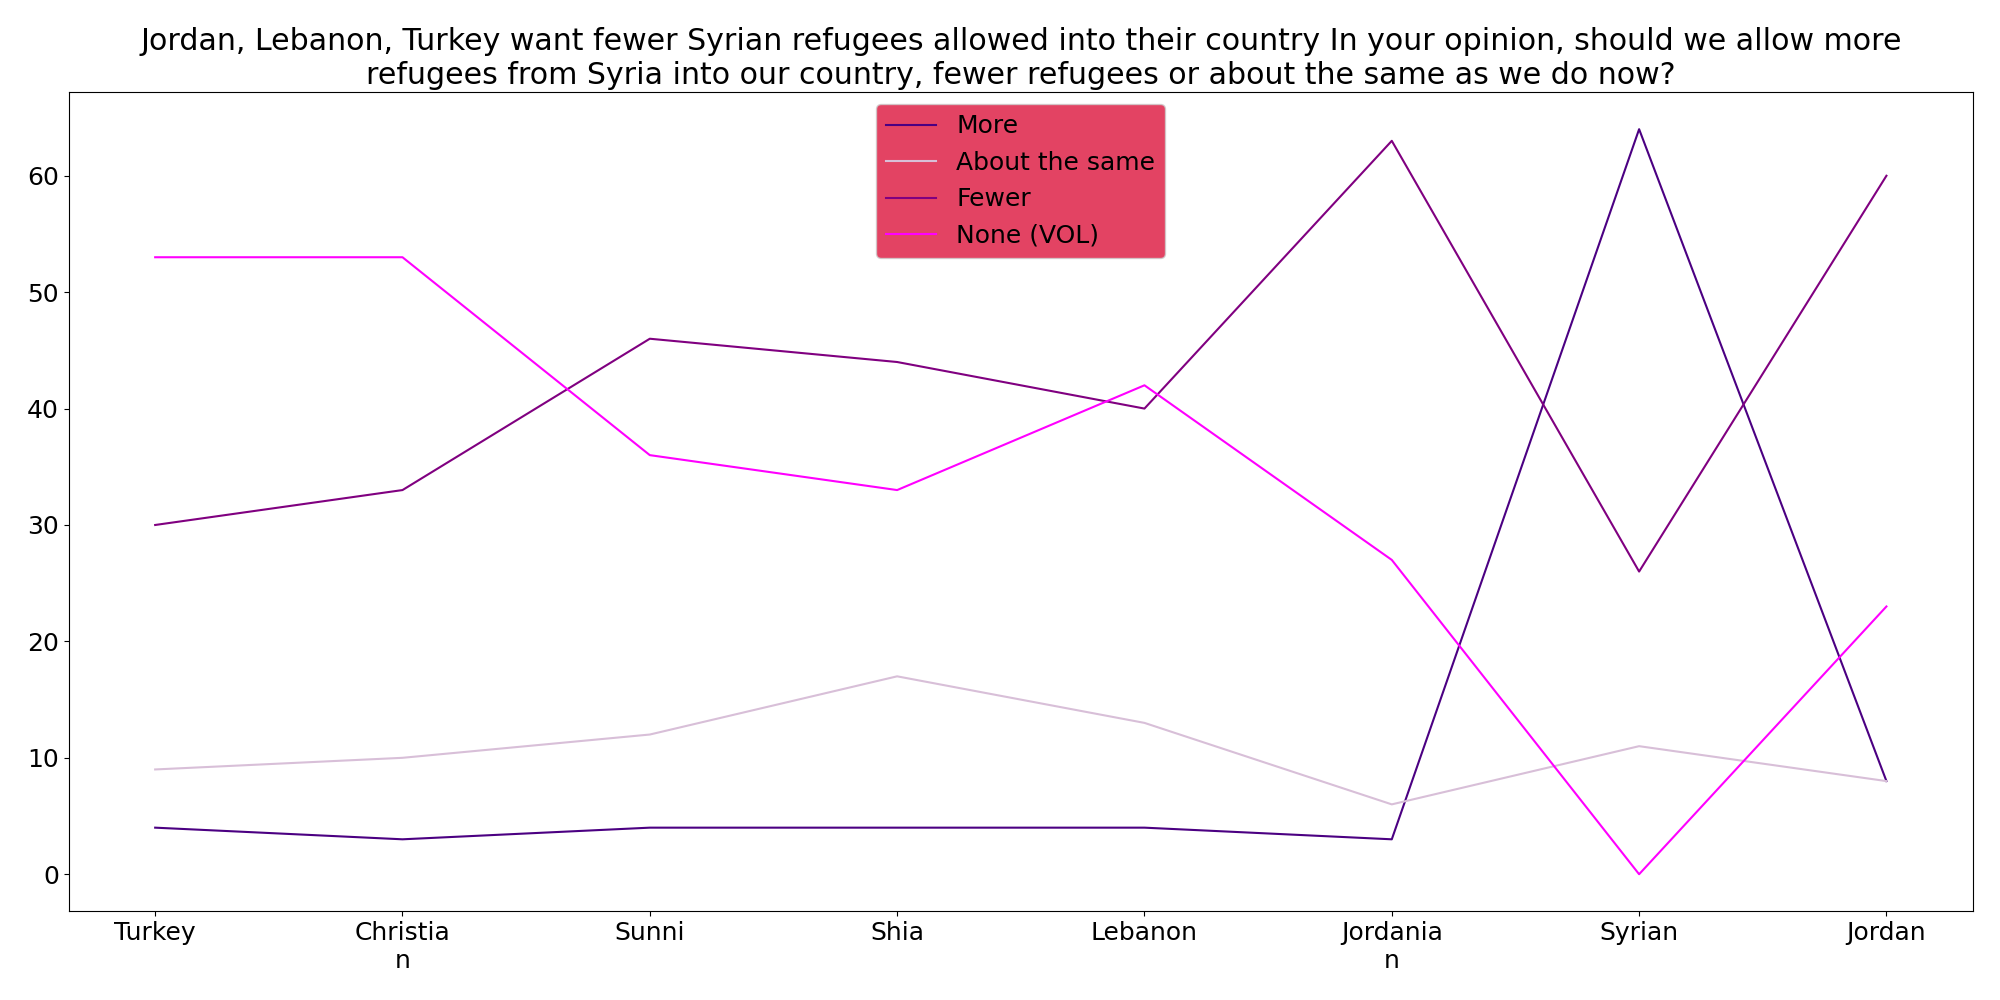 Jordan, Lebanon, Turkey want fewer Syrian refugees allowed into their country In your opinion, should we allow more
refugees from Syria into our country, fewer refugees or about the same as we do now?
More
About the same
Fewer
None (VOL)
60
50
40
30
20
10
0
Turkey
Christia
n
Sunni
Shia
Lebanon
Jordania
n
Syrian
Jordan